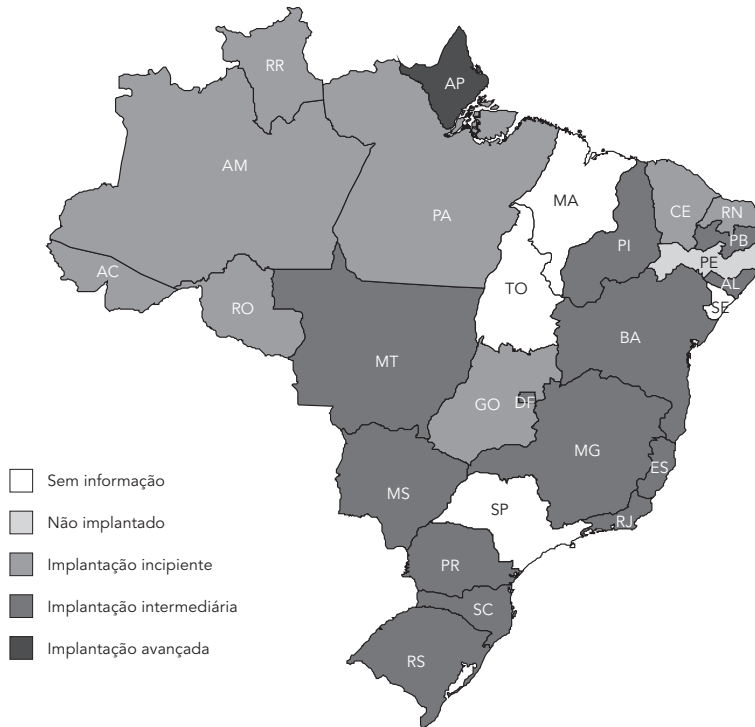 RR
AP
AM
PA
MA
CE
RN
PI
PB
PE
AC
AL
TO
SE
RO
BA
MT
GO
DF
MG
ES
MS
SP
RJ
PR
SC
RS
Sem informação
Não implantado
Implantação incipiente
Implantação intermediária
Implantação avançada